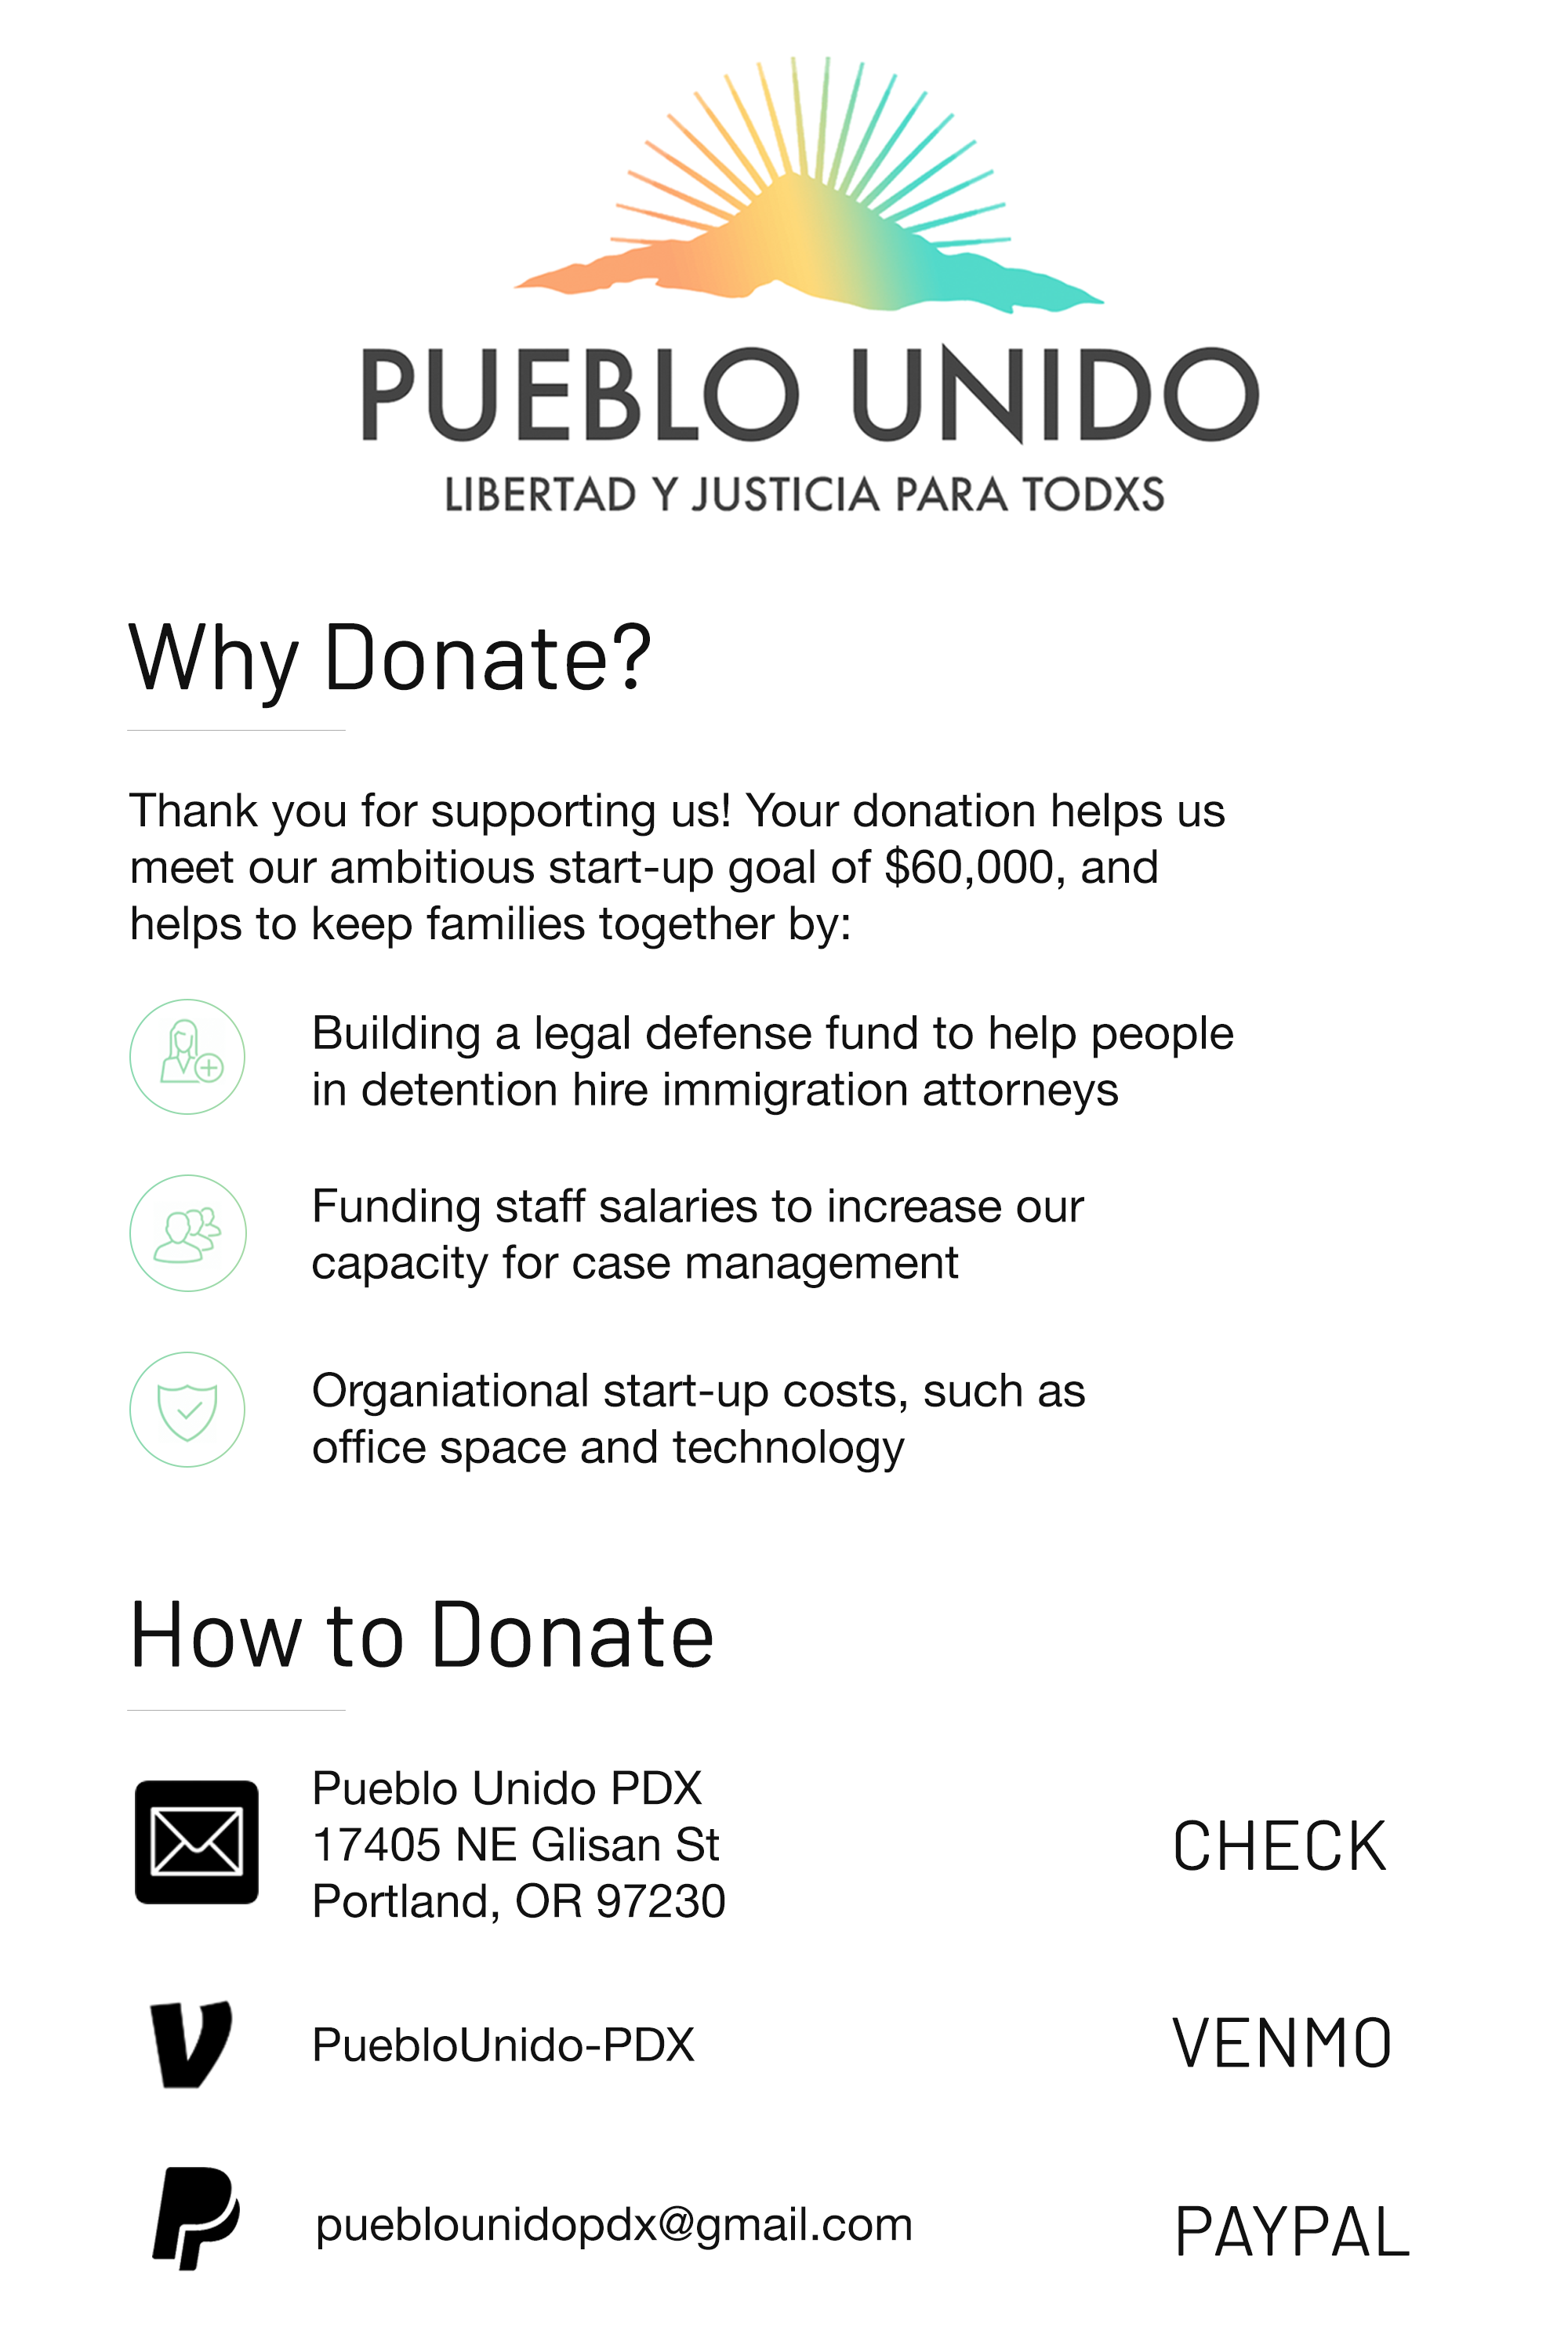 PUEBLO UNIDO
LIBERTAD Y JUSTICIA PARA TODXS
Why Donate?
Thank you for supporting us! Your donation helps us
meet our ambitious start-up goal of $60,000, and
helps to keep families together by:
Building a legal defense fund to help people
in detention hire immigration attorneys
Funding staff salaries to increase our
capacity for case management
Organiational start-up costs, such as
office space and technology
How to Donate
Pueblo Unido PDX
17405 NE Glisan St
Portland, OR 97230
CHECK
PuebloUnido-PDX
VENMO
pueblounidopdx@gmail.com
PAYPAL